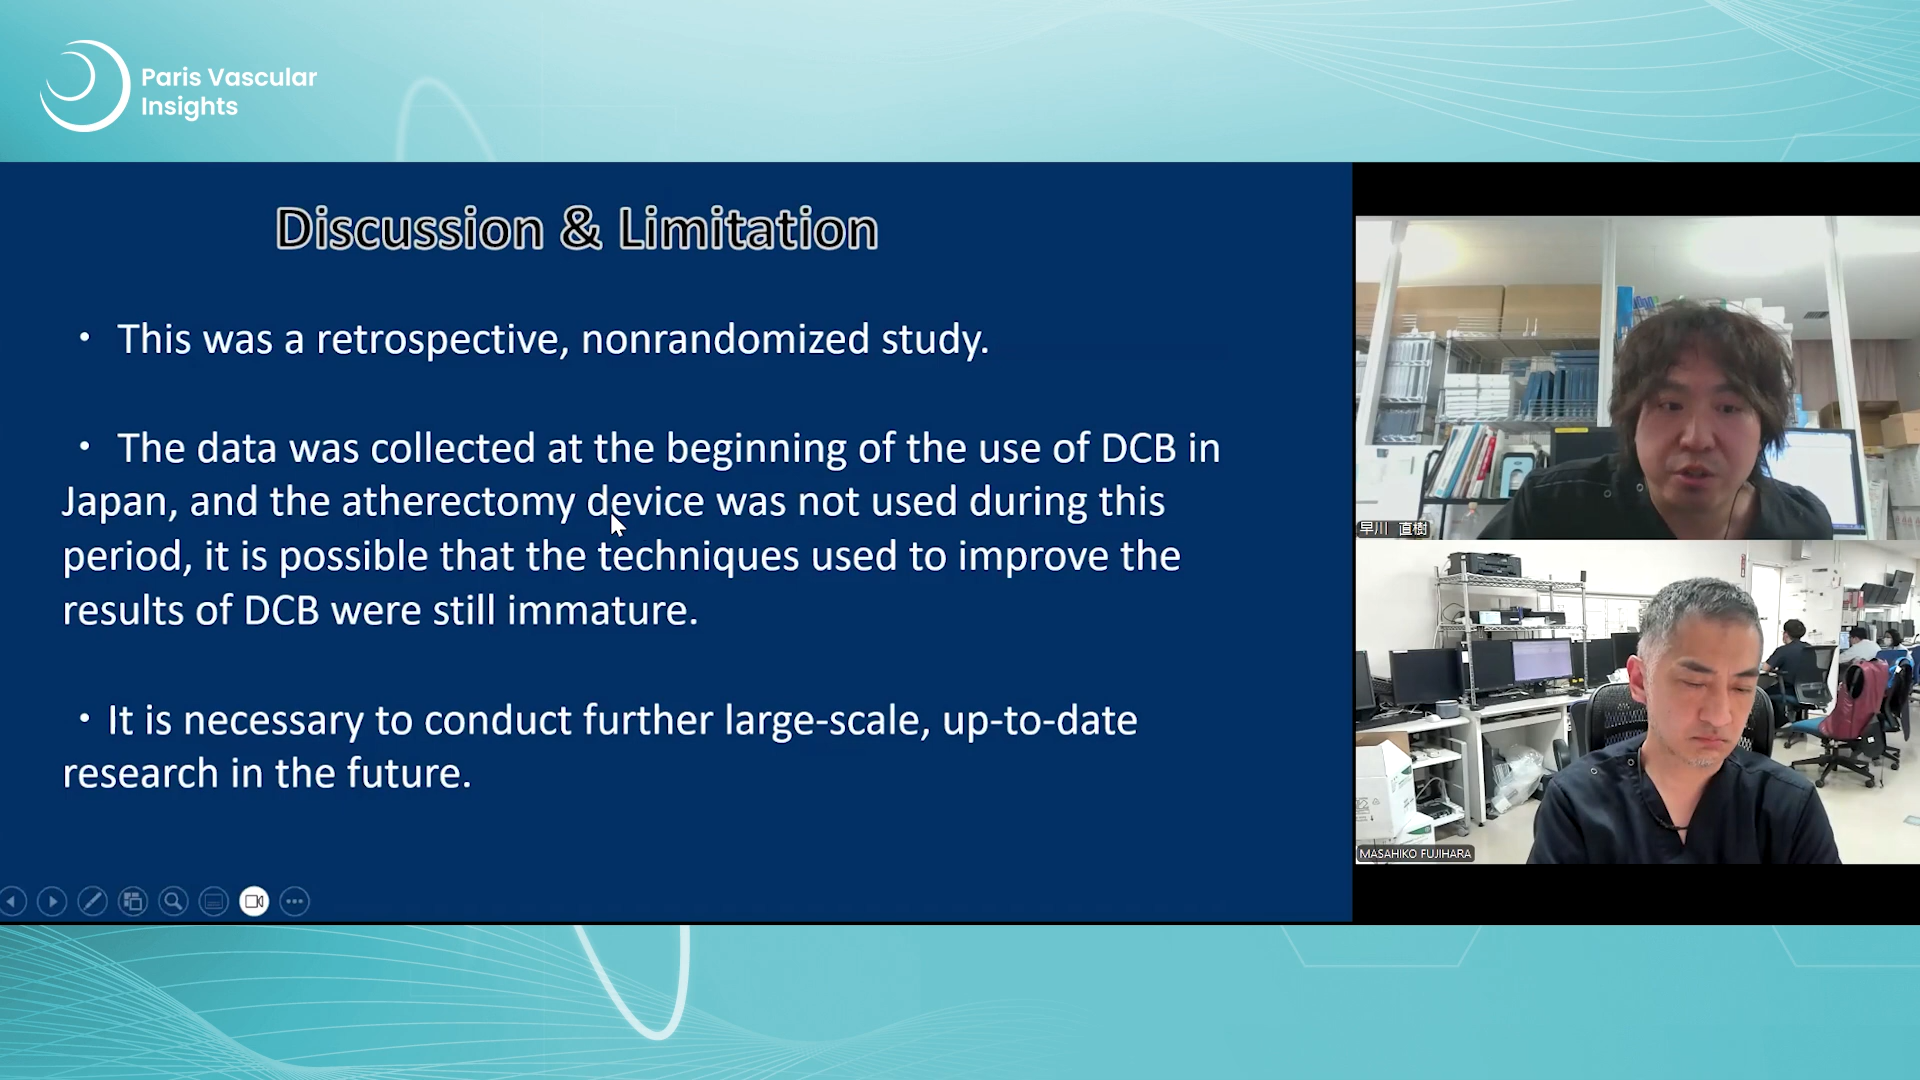 Paris Vascular
Insights
Discussion & Limitation
・ This was a retrospective, nonrandomized study.
・ The data was collected at the beginning of the use of DCB in
Japan, and the atherectomy device was not used during this
period, it is possible that the techniques used to improve the
results of DCB were still immature.
・It is necessary to conduct further large-scale, up-to-date
research in the future.
早川 直樹
MASAHIKO FUJIHARA